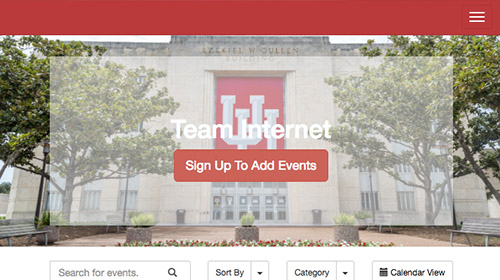 EZEKIEL W CULLEN
BUILDING
UH
Team Internet
Sign Up To Add Events
Search for events.
Sort By
Category
Calendar View